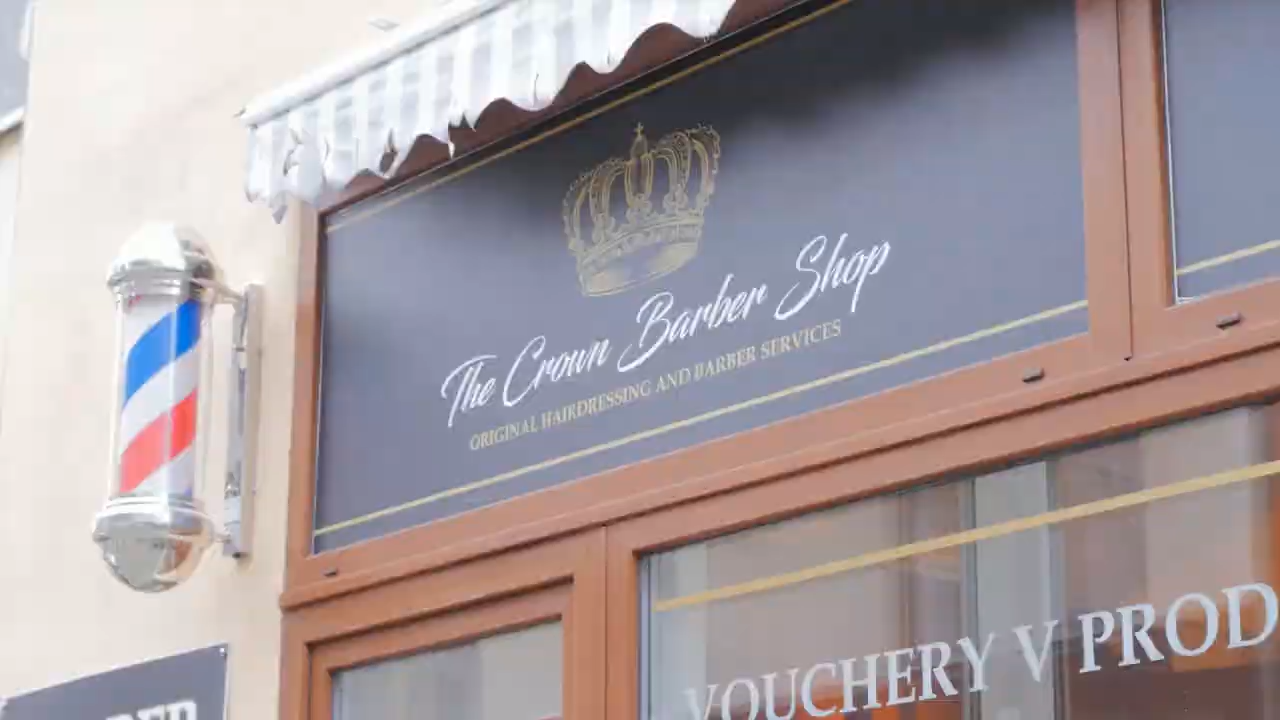 The Crown Barber Shop
ORIGINAL HAIRDRESSING AND BARBER SERVICES
VOUCHERY V PROD